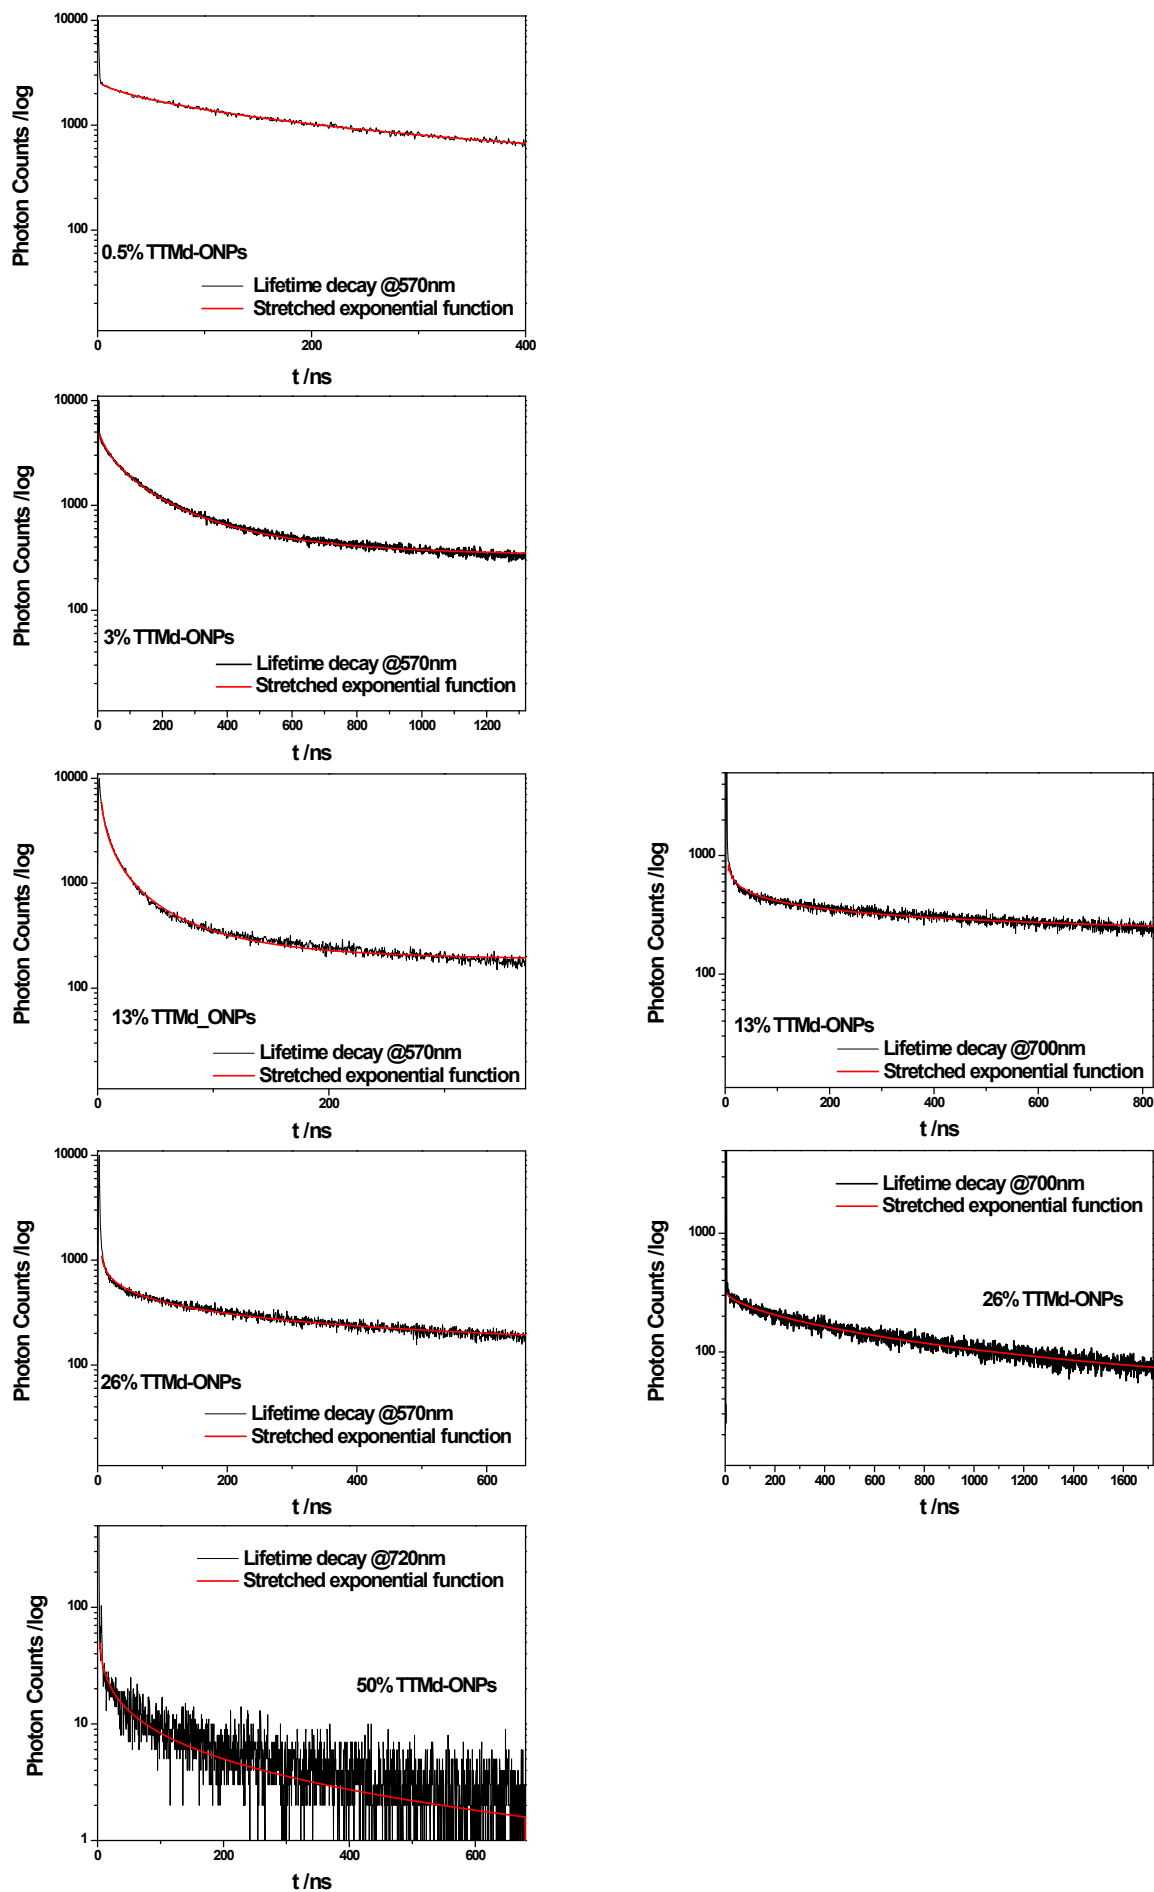 10000
1000
100
Photon Counts /log
0.5% TTMd-ONPs
Lifetime decay @570nm
Stretched exponential function
0 200 400
t /ns
10000
1000
100
Photon Counts /log
3% TTMd-ONPs
Lifetime decay @570nm
Stretched exponential function
0 200 400 600 800 1000 1200
t /ns
10000
1000
100
Photon Counts /log
13% TTMd_ONPs
Lifetime decay @570nm
Stretched exponential function
0 200
t /ns
1000
100
Photon Counts /log
13% TTMd-ONPs
Lifetime decay @700nm
Stretched exponential function
0 200 400 600 800
t /ns
10000
1000
100
Photon Counts /log
26% TTMd-ONPs
Lifetime decay @570nm
Stretched exponential function
0 200 400 600
t /ns
Lifetime decay @700nm
Stretched exponential function
1000
100
Photon Counts /log
26% TTMd-ONPs
0 200 400 600 800 1000 1200 1400 1600
t /ns
Lifetime decay @720nm
Stretched exponential function
100
10
1
Photon Counts /log
50% TTMd-ONPs
0 200 400 600
t /ns